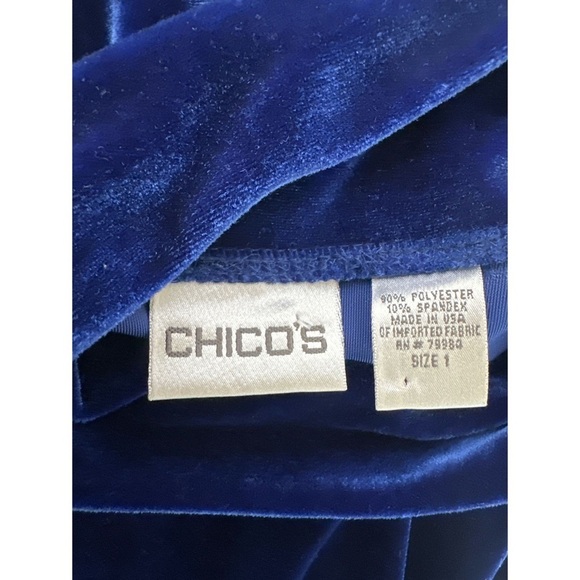 CHICO'S
90% POLYESTER
10% SPANDEX
MADE IN USA
OF IMPORTED FABRIC
RN# 79984
SIZE 1